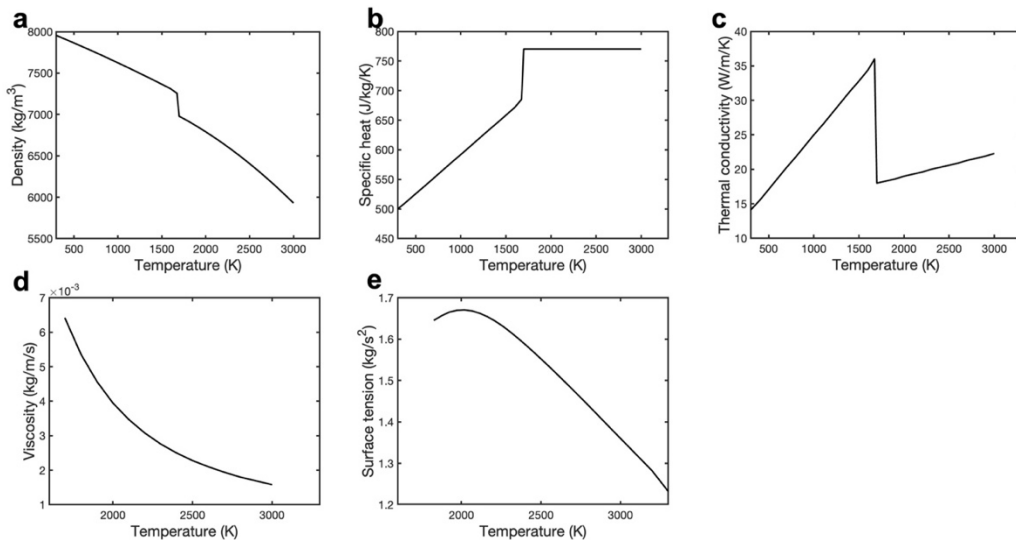 a
Density (kg/m³)
8000
7500
7000
6500
6000
5500
500 1000 1500 2000 2500 3000
Temperature (K)
b
Specific heat (J/kg/K)
800
750
700
650
600
550
500
450
500 1000 1500 2000 2500 3000
Temperature (K)
c
Thermal conductivity (W/m/K)
40
35
30
25
20
15
10
500 1000 1500 2000 2500 3000
Temperature (K)
d
×10⁻³
Viscosity (kg/m/s)
7
6
5
4
3
2
1
2000 2500 3000
Temperature (K)
e
Surface tension (kg/s²)
1.7
1.6
1.5
1.4
1.3
1.2
2000 2500 3000
Temperature (K)